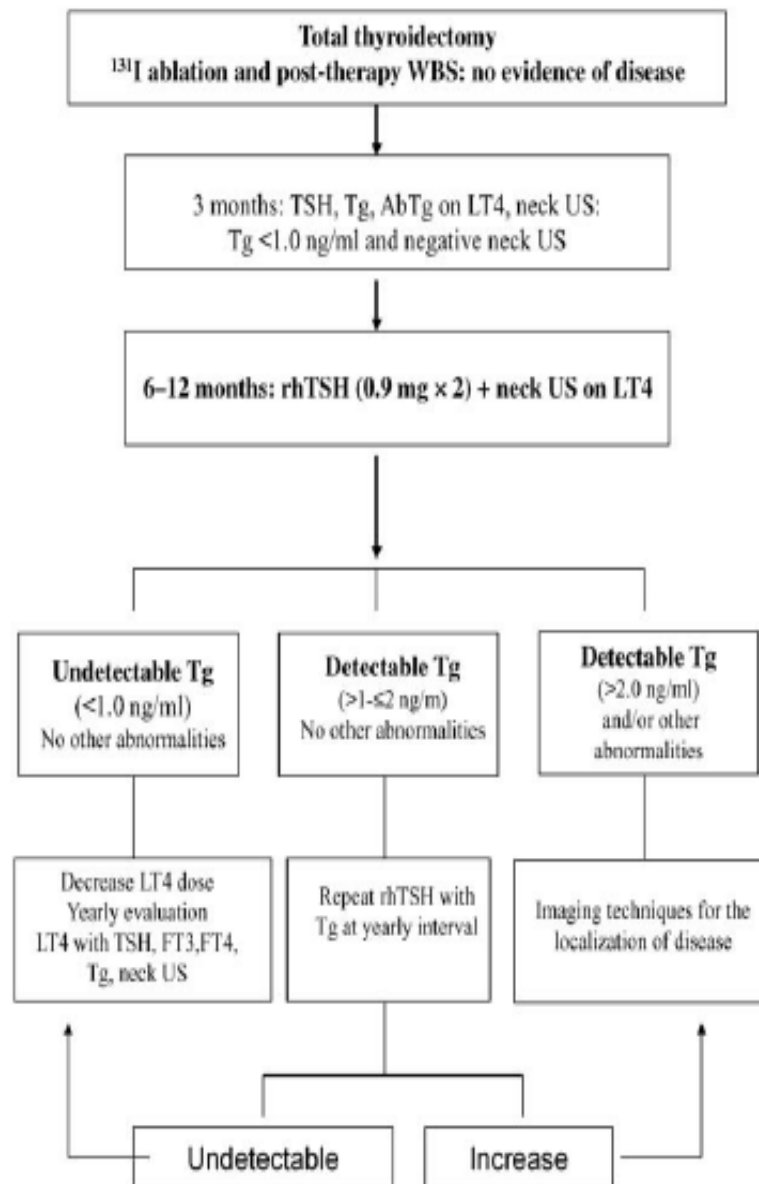 Total thyroidectomy
¹³¹I ablation and post-therapy WBS: no evidence of disease
3 months: TSH, Tg, AbTg on LT4, neck US:
Tg <1.0 ng/ml and negative neck US
6–12 months: rhTSH (0.9 mg × 2) + neck US on LT4
Undetectable Tg
(<1.0 ng/ml)
No other abnormalities
Detectable Tg
(>1-≤2 ng/m)
No other abnormalities
Detectable Tg
(>2.0 ng/ml)
and/or other
abnormalities
Decrease LT4 dose
Yearly evaluation
LT4 with TSH, FT3,FT4,
Tg, neck US
Repeat rhTSH with
Tg at yearly interval
Imaging techniques for the
localization of disease
Undetectable
Increase